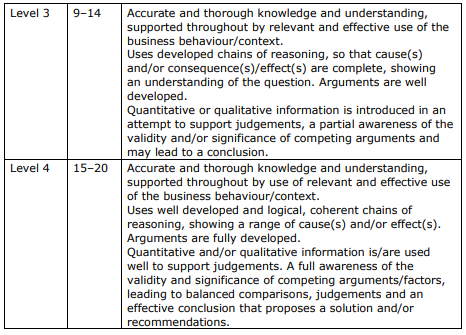 Level 3 9–14 Accurate and thorough knowledge and understanding,
supported throughout by relevant and effective use of the
business behaviour/context.
Uses developed chains of reasoning, so that cause(s)
and/or consequence(s)/effect(s) are complete, showing
an understanding of the question. Arguments are well
developed.
Quantitative or qualitative information is introduced in an
attempt to support judgements, a partial awareness of the
validity and/or significance of competing arguments and
may lead to a conclusion.
Level 4 15–20 Accurate and thorough knowledge and understanding,
supported throughout by use of relevant and effective use
of the business behaviour/context.
Uses well developed and logical, coherent chains of
reasoning, showing a range of cause(s) and/or effect(s).
Arguments are fully developed.
Quantitative and/or qualitative information is/are used
well to support judgements. A full awareness of the
validity and significance of competing arguments/factors,
leading to balanced comparisons, judgements and an
effective conclusion that proposes a solution and/or
recommendations.